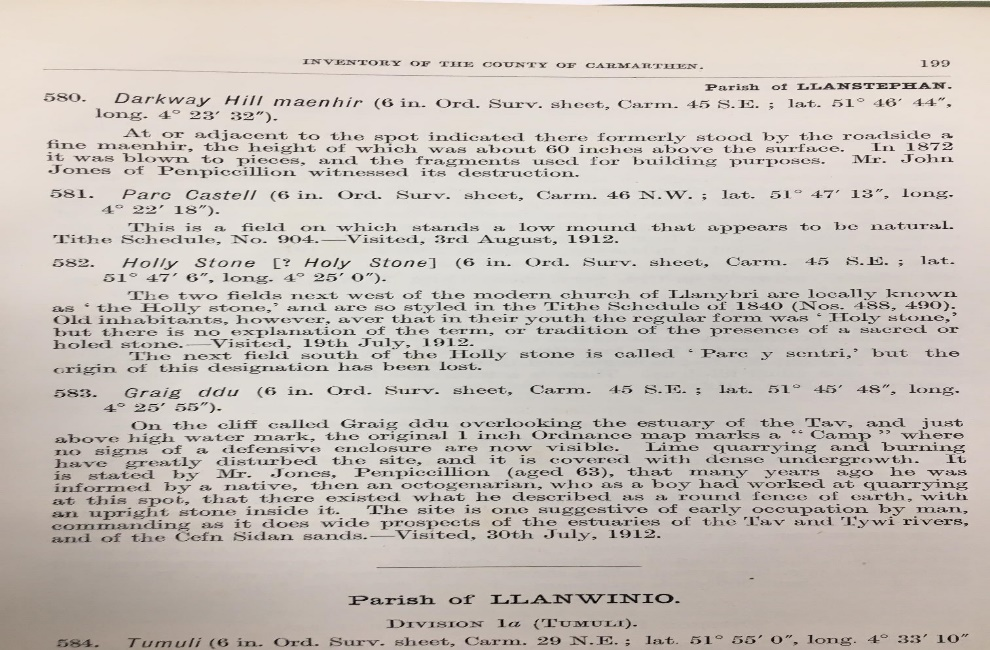 INVENTORY OF THE COUNTY OF CARMARTHEN. 199
Parish of LLANSTEPHAN.
580. Darkway Hill maenhir (6 in. Ord. Surv. sheet, Carm. 45 S.E. ; lat. 51° 46′ 44″,
long. 4° 23′ 32″).
At or adjacent to the spot indicated there formerly stood by the roadside a
fine maenhir, the height of which was about 60 inches above the surface. In 1872
it was blown to pieces, and the fragments used for building purposes. Mr. John
Jones of Penpiccillion witnessed its destruction.
581. Parc Castell (6 in. Ord. Surv. sheet, Carm. 46 N.W. ; lat. 51° 47′ 13″, long.
4° 22′ 18″).
This is a field on which stands a low mound that appears to be natural.
Tithe Schedule, No. 904.—Visited, 3rd August, 1912.
582. Holly Stone [? Holy Stone] (6 in. Ord. Surv. sheet, Carm. 45 S.E. ; lat.
51° 47′ 6″, long. 4° 25′ 0″).
The two fields next west of the modern church of Llanybri are locally known
as ‘ the Holly stone,’ and are so styled in the Tithe Schedule of 1840 (Nos. 488, 490).
Old inhabitants, however, aver that in their youth the regular form was ‘ Holy stone,’
but there is no explanation of the term, or tradition of the presence of a sacred or
holed stone.—Visited, 19th July, 1912.
The next field south of the Holly stone is called ‘ Parc y sentri,’ but the
origin of this designation has been lost.
583. Graig ddu (6 in. Ord. Surv. sheet, Carm. 45 S.E. ; lat. 51° 45′ 48″, long.
4° 25′ 55″).
On the cliff called Graig ddu overlooking the estuary of the Tav, and just
above high water mark, the original 1 inch Ordnance map marks a “ Camp ” where
no signs of a defensive enclosure are now visible. Lime quarrying and burning
have greatly disturbed the site, and it is covered with dense undergrowth. It
is stated by Mr. Jones, Penpiccillion (aged 63), that many years ago he was
informed by a native, then an octogenarian, who as a boy had worked at quarrying
at this spot, that there existed what he described as a round fence of earth, with
an upright stone inside it. The site is one suggestive of early occupation by man,
commanding as it does wide prospects of the estuaries of the Tav and Tywi rivers,
and of the Cefn Sidan sands.—Visited, 30th July, 1912.
Parish of LLANWINIO.
DIVISION 1a (TUMULI).
584. Tumuli (6 in. Ord. Surv. sheet, Carm. 29 N.E. ; lat. 51° 55′ 0″, long. 4° 33′ 10″